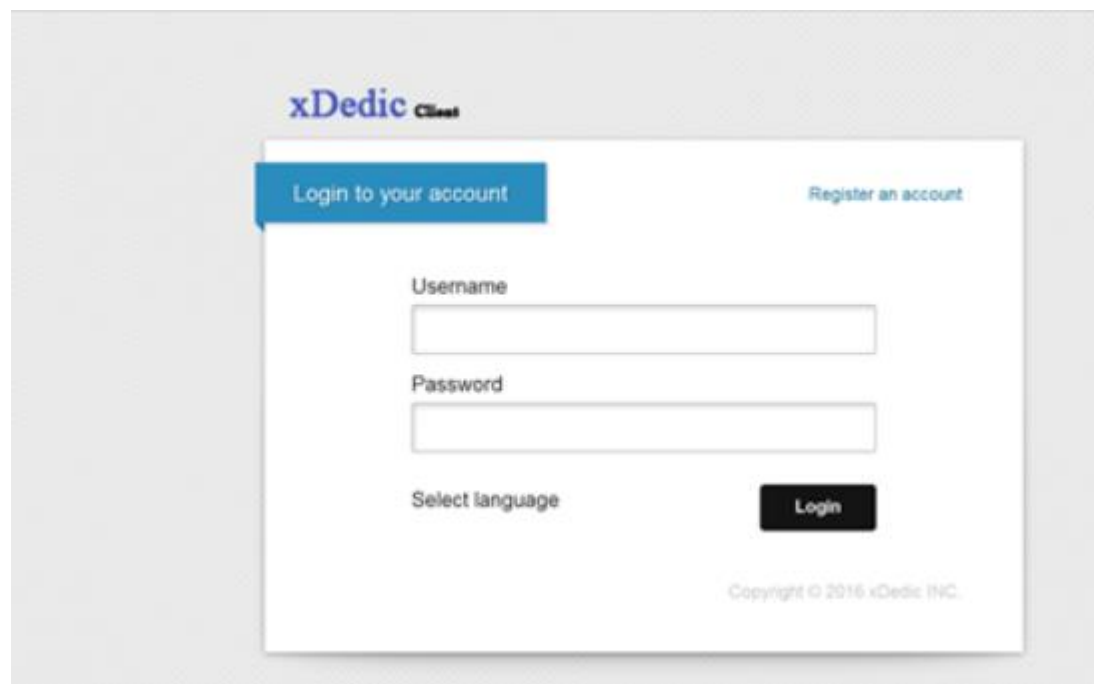 xDedic Client
Login to your account
Register an account
Username
Password
Select language
Login
Copyright © 2016 xDedic INC.